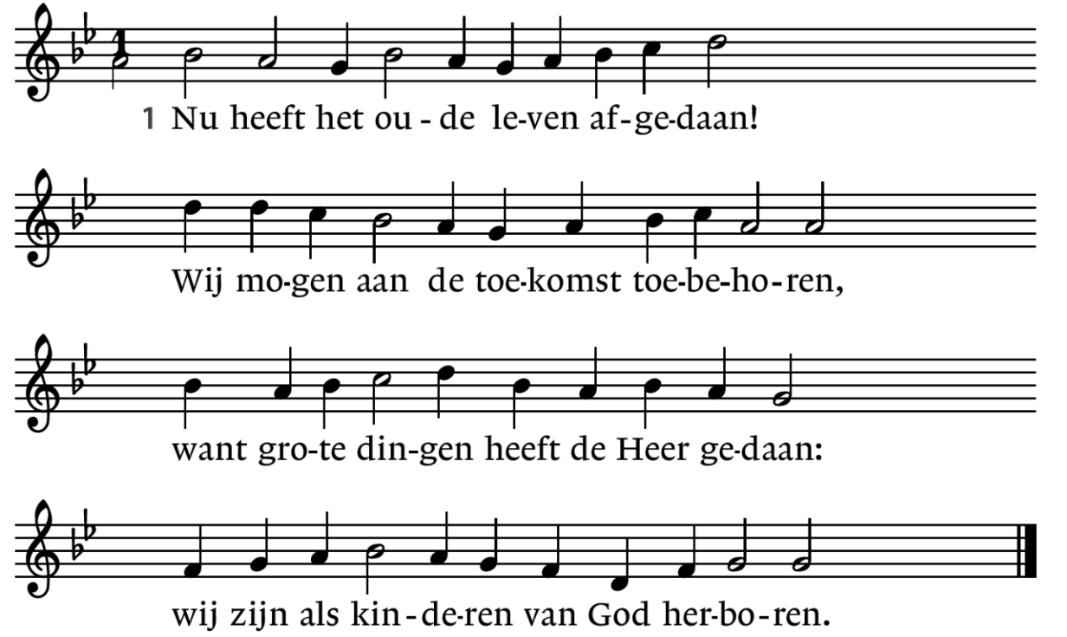 1 Nu heeft het ou - de le-ven af-ge-daan!
Wij mo-gen aan de toe-komst toe-be-ho-ren,
want gro-te din-gen heeft de Heer ge-daan:
wij zijn als kin-de-ren van God her-bo-ren.